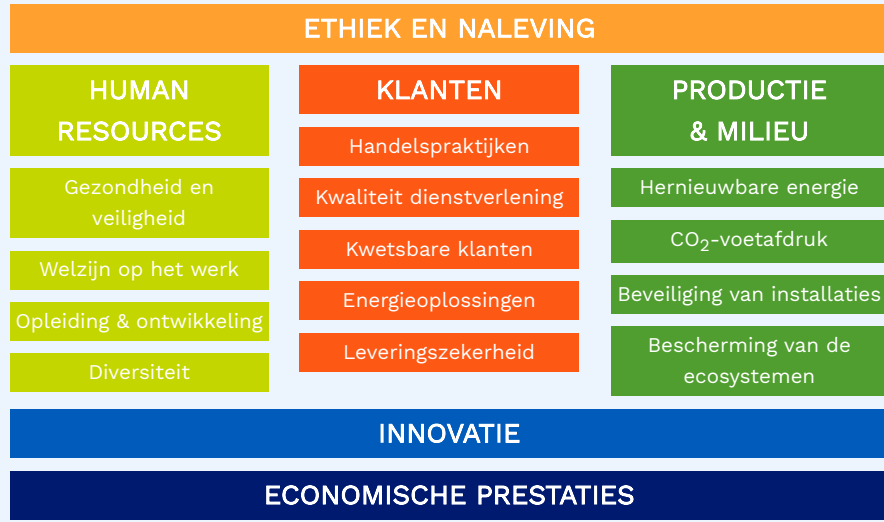 ETHIEK EN NALEVING
HUMAN
RESOURCES
Gezondheid en
veiligheid
Welzijn op het werk
Opleiding & ontwikkeling
Diversiteit
KLANTEN
Handelspraktijken
Kwaliteit dienstverlening
Kwetsbare klanten
Energieoplossingen
Leveringszekerheid
PRODUCTIE
& MILIEU
Hernieuwbare energie
CO₂-voetafdruk
Beveiliging van installaties
Bescherming van de
ecosystemen
INNOVATIE
ECONOMISCHE PRESTATIES